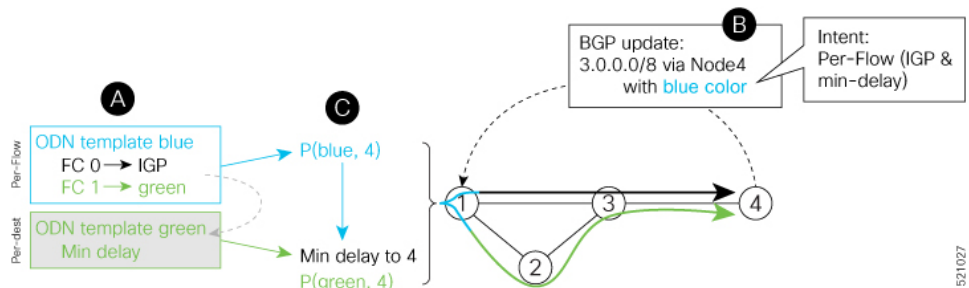 B
BGP update:
3.0.0.0/8 via Node4
with blue color
Intent:
Per-Flow (IGP &
min-delay)
A
C
Per-Flow
ODN template blue
FC 0 → IGP
FC 1 → green
P(blue, 4)
1
3
4
Per-dest
ODN template green
Min delay
Min delay to 4
P(green, 4)
2
521027